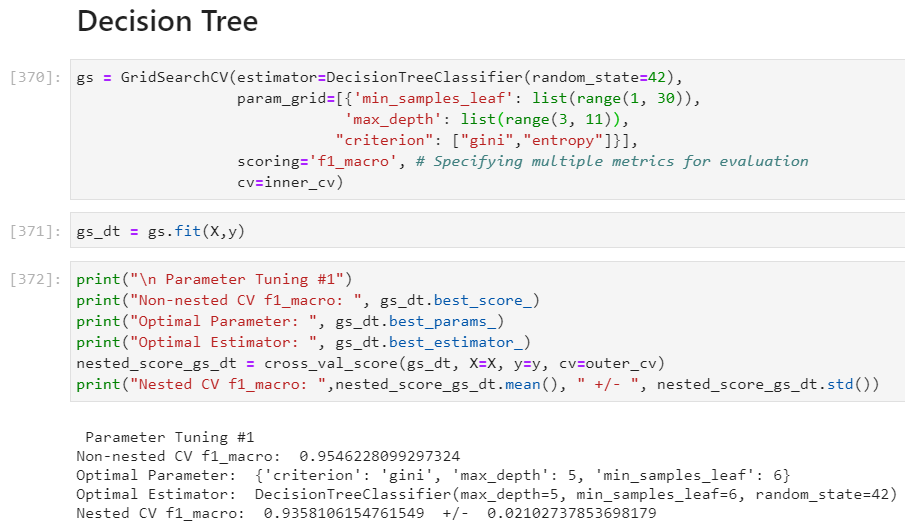 Decision Tree
[370]: gs = GridSearchCV(estimator=DecisionTreeClassifier(random_state=42),
param_grid=[{'min_samples_leaf': list(range(1, 30)),
'max_depth': list(range(3, 11)),
"criterion": ["gini","entropy"]}],
scoring='f1_macro', # Specifying multiple metrics for evaluation
cv=inner_cv)
[371]: gs_dt = gs.fit(X,y)
[372]: print("\n Parameter Tuning #1")
print("Non-nested CV f1_macro: ", gs_dt.best_score_)
print("Optimal Parameter: ", gs_dt.best_params_)
print("Optimal Estimator: ", gs_dt.best_estimator_)
nested_score_gs_dt = cross_val_score(gs_dt, X=X, y=y, cv=outer_cv)
print("Nested CV f1_macro: ",nested_score_gs_dt.mean(), " +/- ", nested_score_gs_dt.std())
Parameter Tuning #1
Non-nested CV f1_macro:  0.9546228099297324
Optimal Parameter:  {'criterion': 'gini', 'max_depth': 5, 'min_samples_leaf': 6}
Optimal Estimator:  DecisionTreeClassifier(max_depth=5, min_samples_leaf=6, random_state=42)
Nested CV f1_macro:  0.9358106154761549  +/-  0.02102737853698179